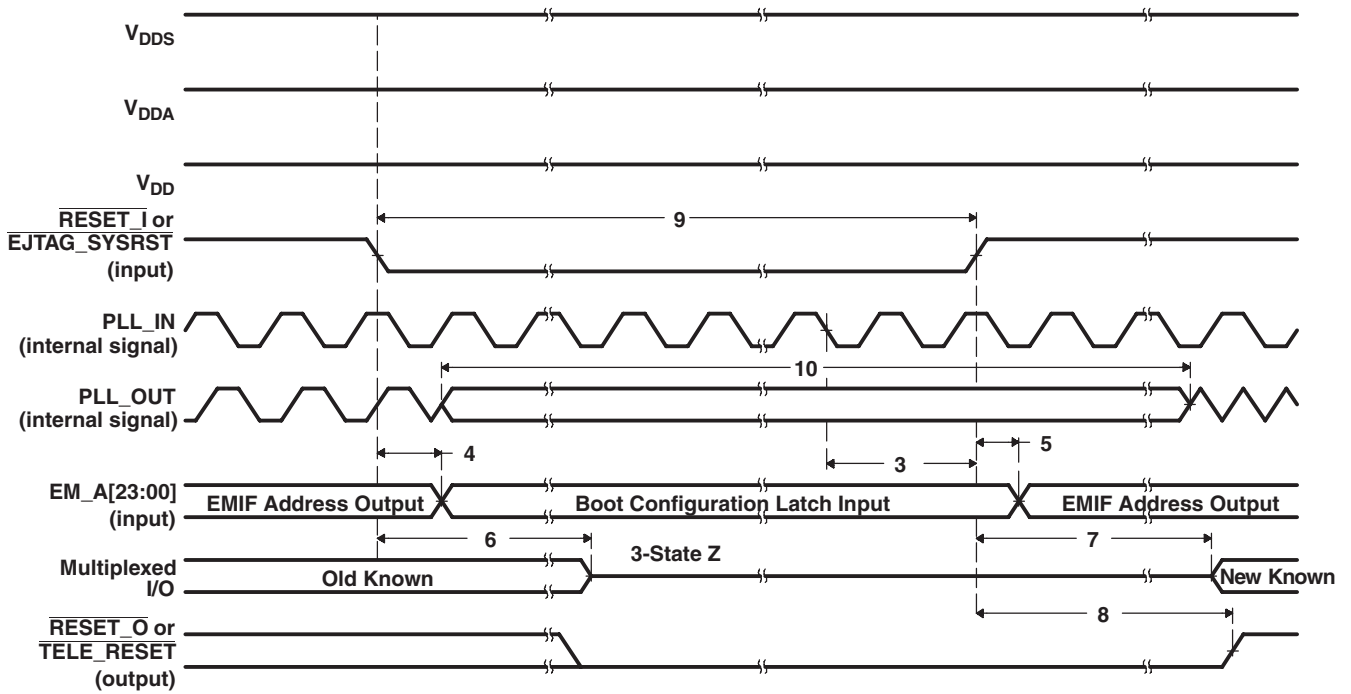 VDDS
VDDA
VDD
RESET_I or
EJTAG_SYSRST
(input)
9
PLL_IN
(internal signal)
10
PLL_OUT
(internal signal)
4
5
3
EM_A[23:00]
(input)
EMIF Address Output
Boot Configuration Latch Input
EMIF Address Output
6
7
3-State Z
Multiplexed
I/O
Old Known
New Known
8
RESET_O or
TELE_RESET
(output)